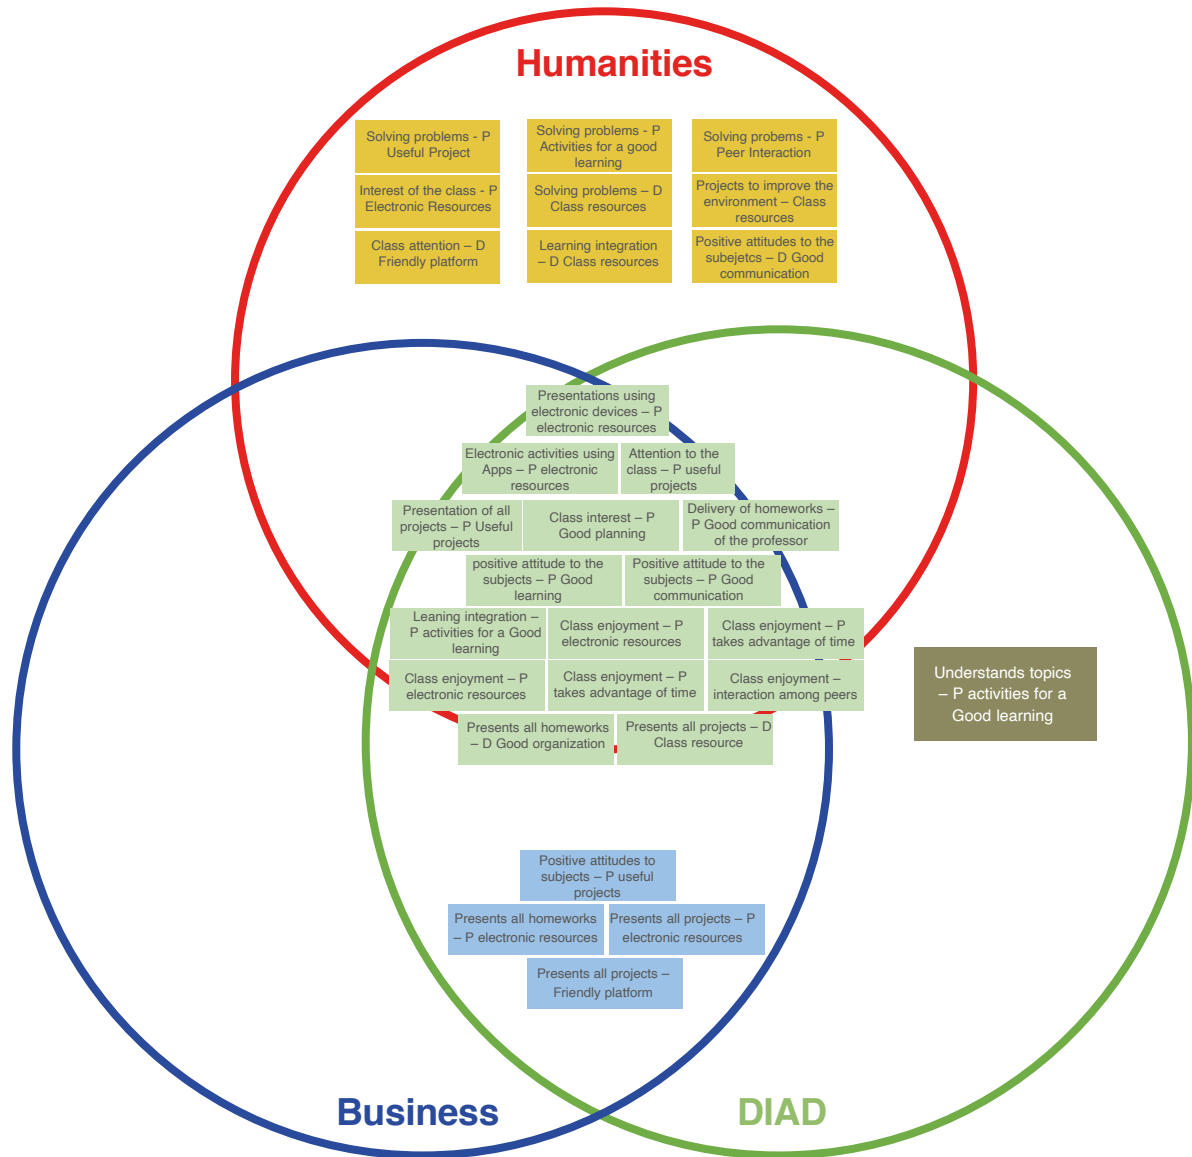 Humanities
Solving problems - P
Useful Project
Solving problems - P
Activities for a good
learning
Solving probems - P
Peer Interaction
Interest of the class - P
Electronic Resources
Solving problems – D
Class resources
Projects to improve the
environment – Class
resources
Class attention – D
Friendly platform
Learning integration
– D Class resources
Positive attitudes to the
subejetcs – D Good
communication
Presentations using
electronic devices – P
electronic resources
Electronic activities using
Apps – P electronic
resources
Attention to the
class – P useful
projects
Presentation of all
projects – P Useful
projects
Class interest – P
Good planning
Delivery of homeworks –
P Good communication
of the professor
positive attitude to the
subjects – P Good
learning
Positive attitude to the
subjects – P Good
communication
Leaning integration –
P activities for a Good
learning
Class enjoyment – P
electronic resources
Class enjoyment – P
takes advantage of time
Class enjoyment – P
electronic resources
Class enjoyment – P
takes advantage of time
Class enjoyment –
interaction among peers
Presents all homeworks
– D Good organization
Presents all projects – D
Class resource
Understands topics
– P activities for a
Good learning
Positive attitudes to
subjects – P useful
projects
Presents all homeworks
– P electronic resources
Presents all projects – P
electronic resources
Presents all projects –
Friendly platform
Business
DIAD